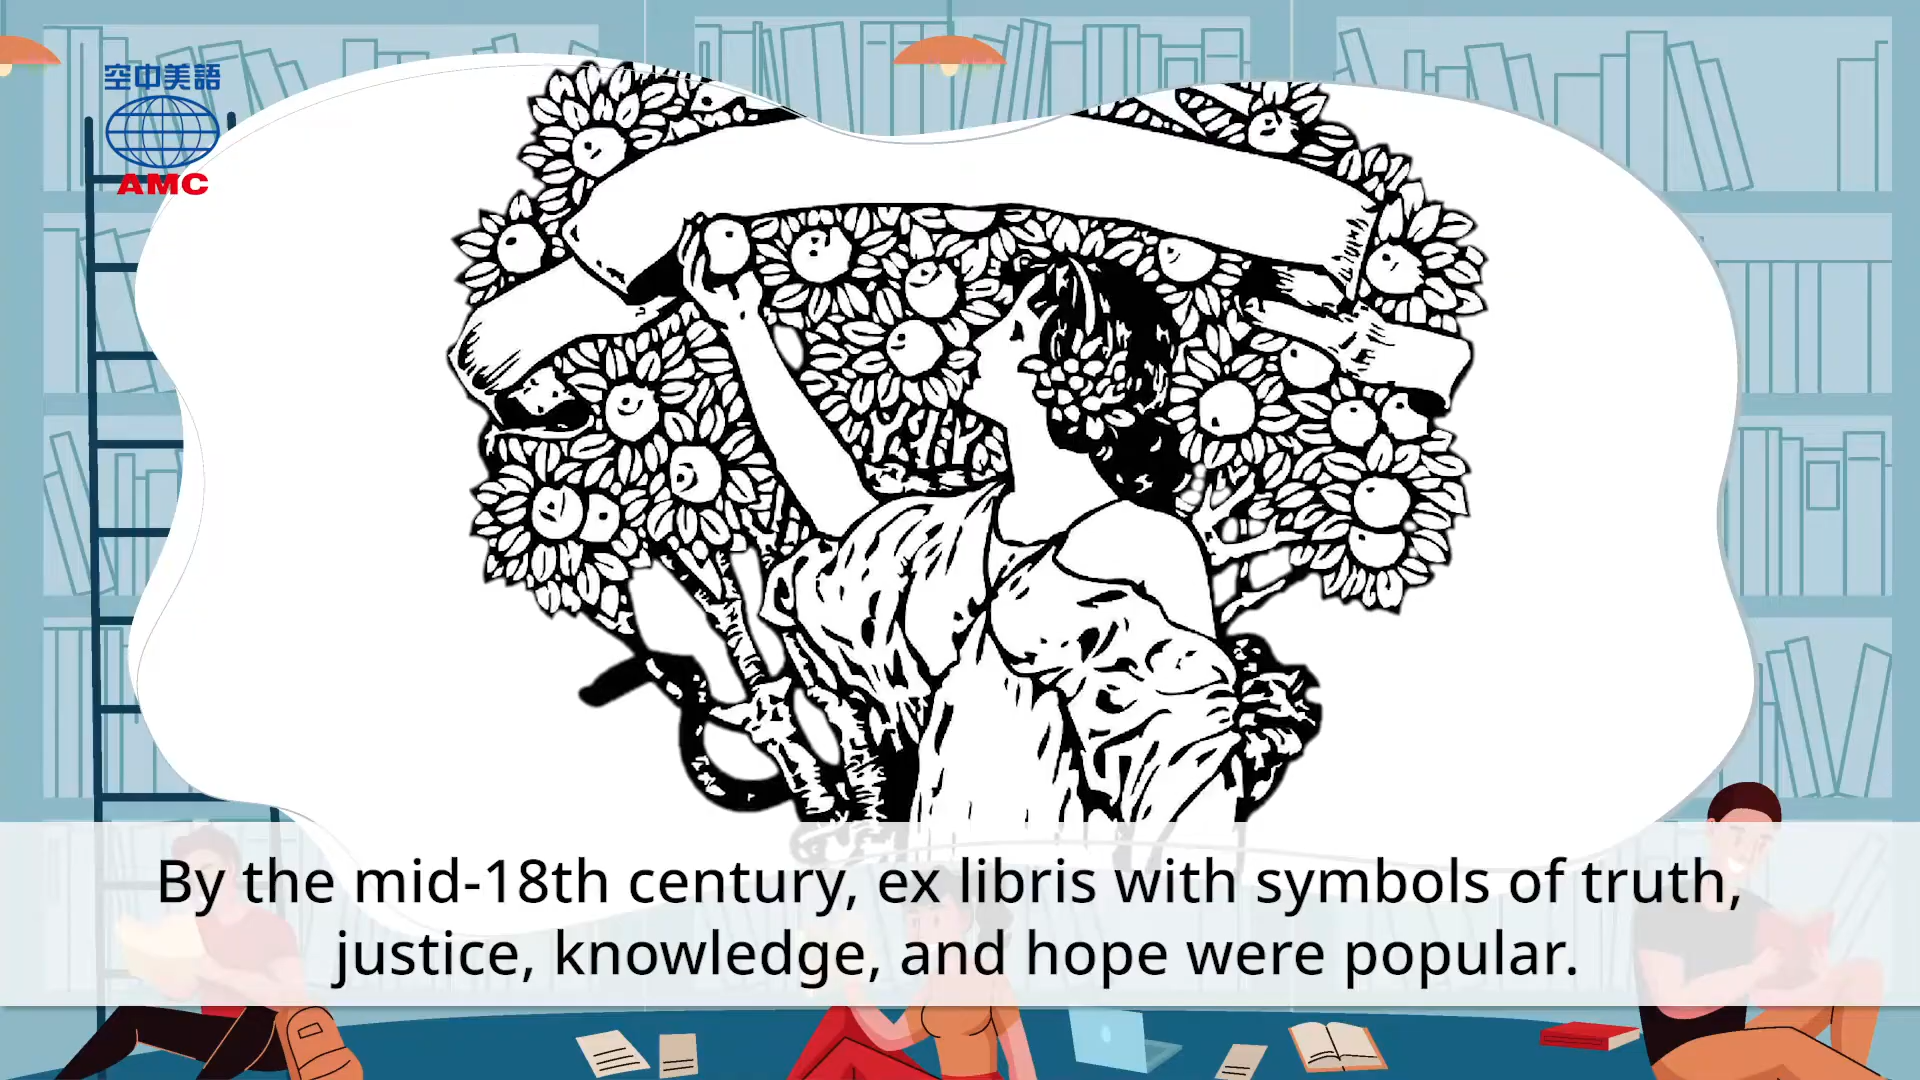 空中美語
AMC
By the mid-18th century, ex libris with symbols of truth,
justice, knowledge, and hope were popular.